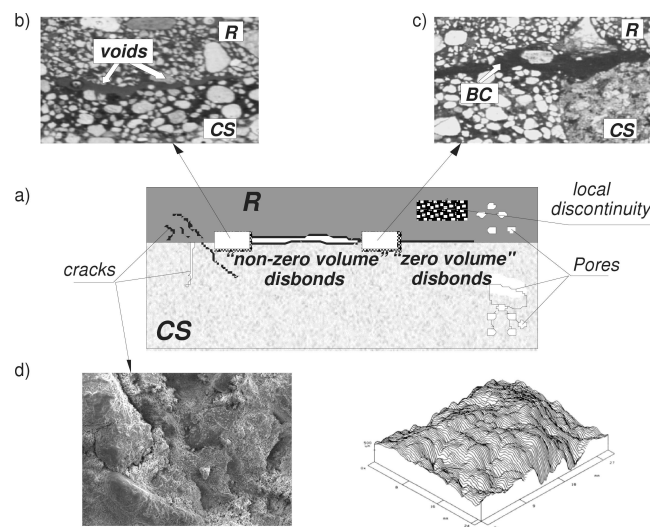 b)
c)
voids
R
R
BC
CS
CS
a)
R
local
discontinuity
cracks
"non-zero volume"
disbonds
"zero volume"
disbonds
Pores
CS
d)